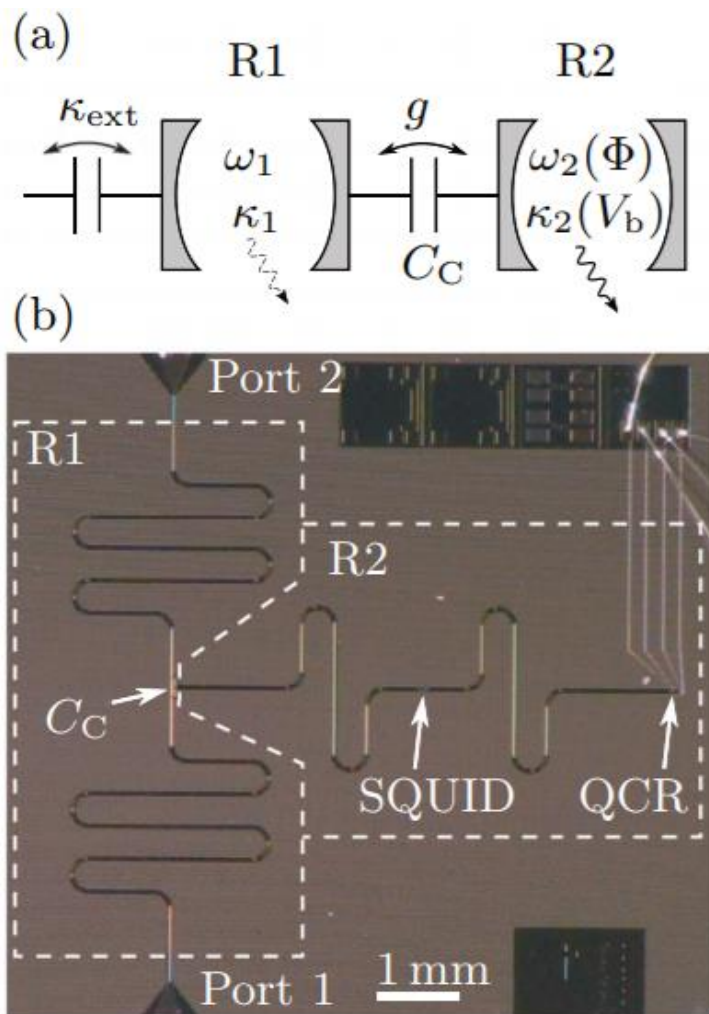 (a)
R1 R2
κext g
ω1 ω2(Φ)
κ1 κ2(Vb)
CC
(b)
Port 2
R1
R2
CC
SQUID QCR
Port 1 1 mm